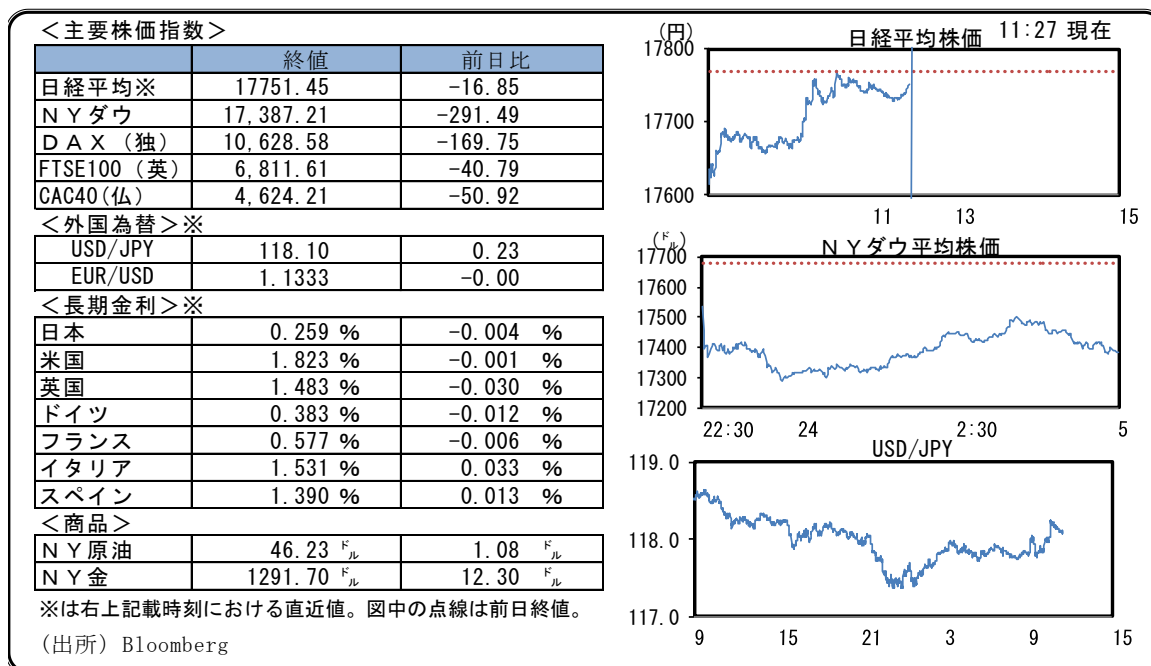 ＜主要株価指数＞
終値 前日比
日経平均※ 17751.45 −16.85
ＮＹダウ 17,387.21 −291.49
ＤＡＸ（独） 10,628.58 −169.75
FTSE100（英） 6,811.61 −40.79
CAC40(仏) 4,624.21 −50.92
＜外国為替＞※
USD/JPY 118.10 0.23
EUR/USD 1.1333 −0.00
＜長期金利＞※
日本 0.259 % −0.004 %
米国 1.823 % −0.001 %
英国 1.483 % −0.030 %
ドイツ 0.383 % −0.012 %
フランス 0.577 % −0.006 %
イタリア 1.531 % 0.033 %
スペイン 1.390 % 0.013 %
＜商品＞
ＮＹ原油 46.23 ドル 1.08 ドル
ＮＹ金 1291.70 ドル 12.30 ドル
※は右上記載時刻における直近値。図中の点線は前日終値。
(出所) Bloomberg
(円) 日経平均株価 11:27 現在
17800
17700
17600
11 13 15
(ドル) ＮＹダウ平均株価
17700
17600
17500
17400
17300
17200
22:30 24 2:30 5
USD/JPY
119.0
118.0
117.0
9 15 21 3 9 15